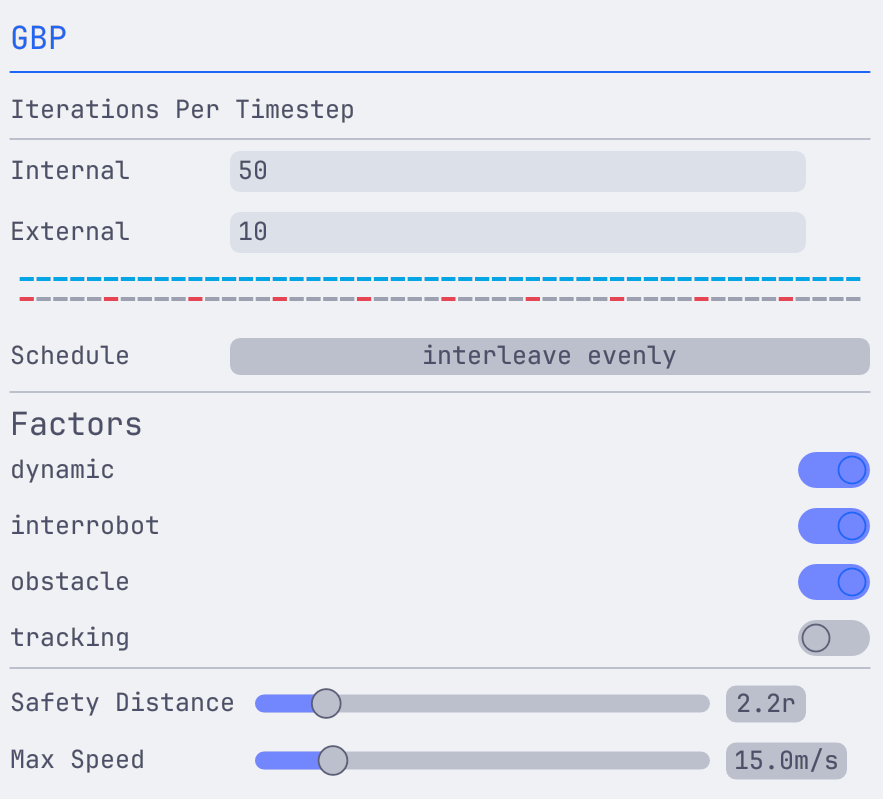 GBP
Iterations Per Timestep
Internal 50
External 10
Schedule interleave evenly
Factors
dynamic
interrobot
obstacle
tracking
Safety Distance 2.2r
Max Speed 15.0m/s